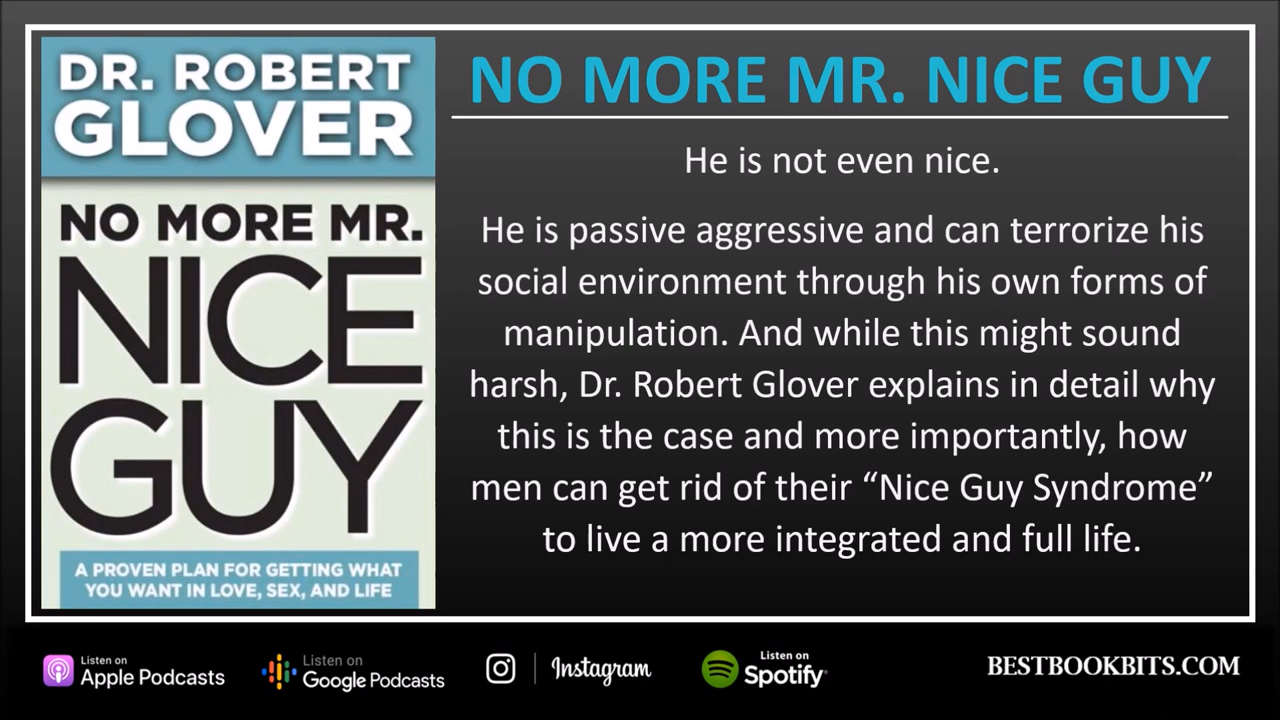 DR. ROBERT
GLOVER
NO MORE MR.
NICE
GUY
A PROVEN PLAN FOR GETTING WHAT
YOU WANT IN LOVE, SEX, AND LIFE
NO MORE MR. NICE GUY
He is not even nice.
He is passive aggressive and can terrorize his
social environment through his own forms of
manipulation. And while this might sound
harsh, Dr. Robert Glover explains in detail why
this is the case and more importantly, how
men can get rid of their “Nice Guy Syndrome”
to live a more integrated and full life.
Listen on
Apple Podcasts
Listen on
Google Podcasts
Instagram
Listen on
Spotify
BESTBOOKBITS.COM